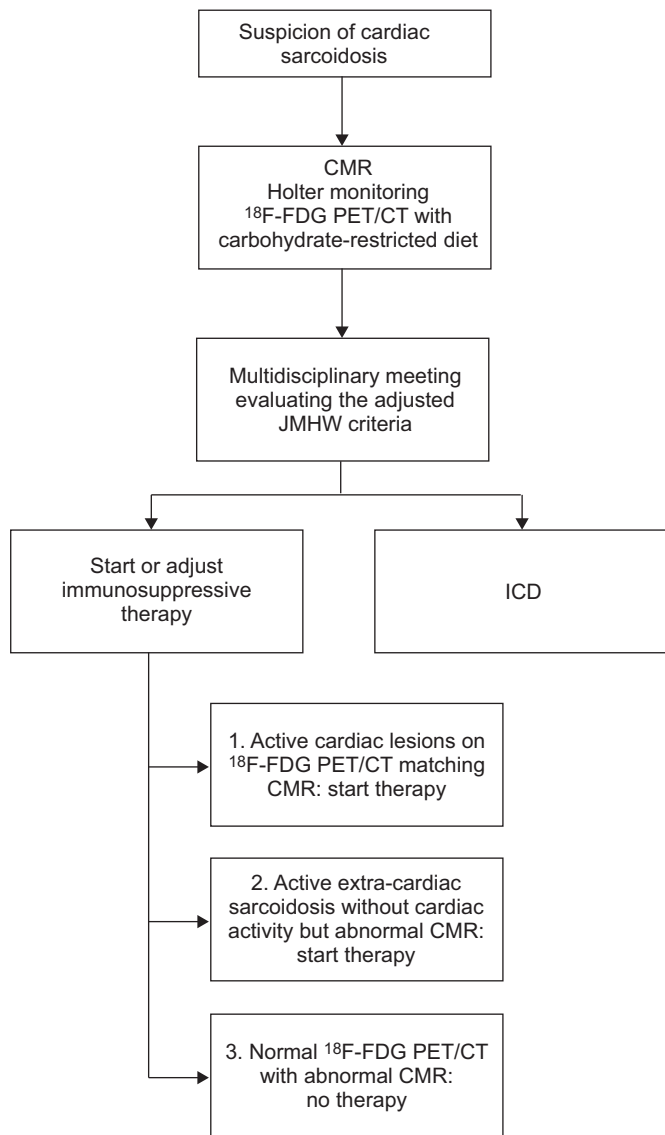 Suspicion of cardiac
sarcoidosis
CMR
Holter monitoring
¹⁸F-FDG PET/CT with
carbohydrate-restricted diet
Multidisciplinary meeting
evaluating the adjusted
JMHW criteria
Start or adjust
immunosuppressive
therapy
ICD
1. Active cardiac lesions on
¹⁸F-FDG PET/CT matching
CMR: start therapy
2. Active extra-cardiac
sarcoidosis without cardiac
activity but abnormal CMR:
start therapy
3. Normal ¹⁸F-FDG PET/CT
with abnormal CMR:
no therapy